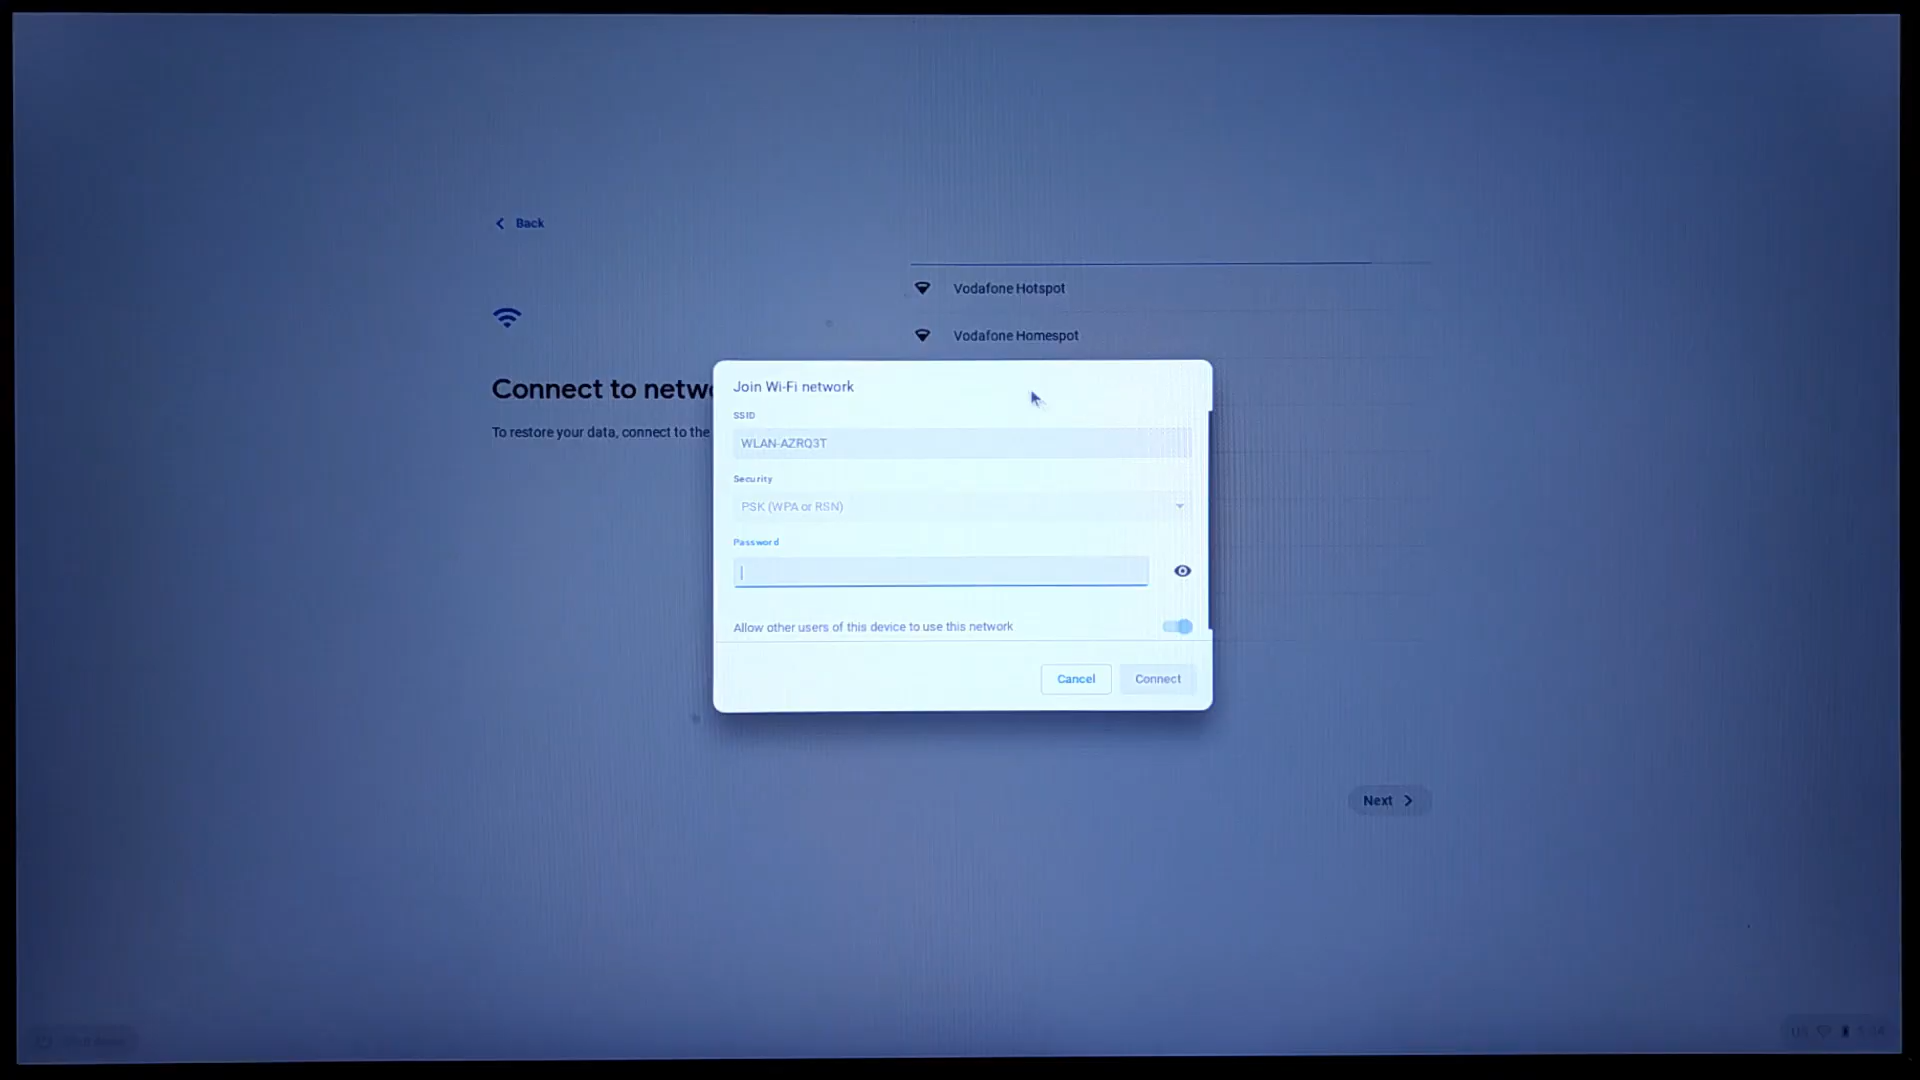 Back
Vodafone Hotspot
Vodafone Homespot
Connect to netw
To restore your data, connect to the
Join Wi-Fi network
SSID
WLAN-AZRQ3T
Security
PSK (WPA or RSN)
Password
Allow other users of this device to use this network
Cancel
Connect
Next
US